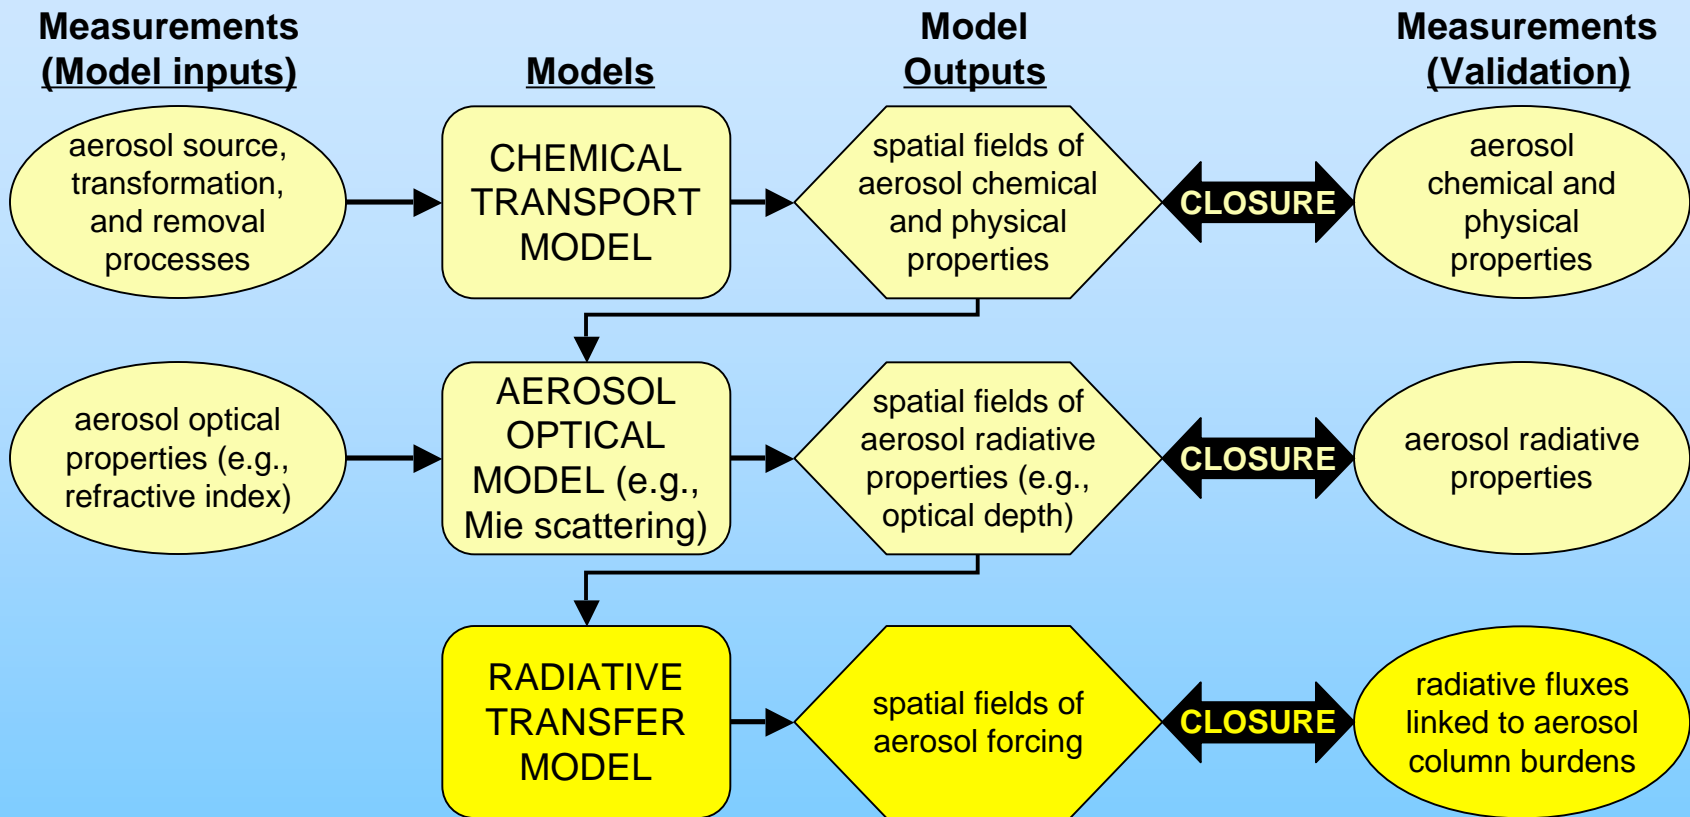 Measurements
(Model inputs)
Models
Model
Outputs
Measurements
(Validation)
aerosol source,
transformation,
and removal
processes
CHEMICAL
TRANSPORT
MODEL
spatial fields of
aerosol chemical
and physical
properties
CLOSURE
aerosol
chemical and
physical
properties
aerosol optical
properties (e.g.,
refractive index)
AEROSOL
OPTICAL
MODEL (e.g.,
Mie scattering)
spatial fields of
aerosol radiative
properties (e.g.,
optical depth)
CLOSURE
aerosol radiative
properties
RADIATIVE
TRANSFER
MODEL
spatial fields of
aerosol forcing
CLOSURE
radiative fluxes
linked to aerosol
column burdens